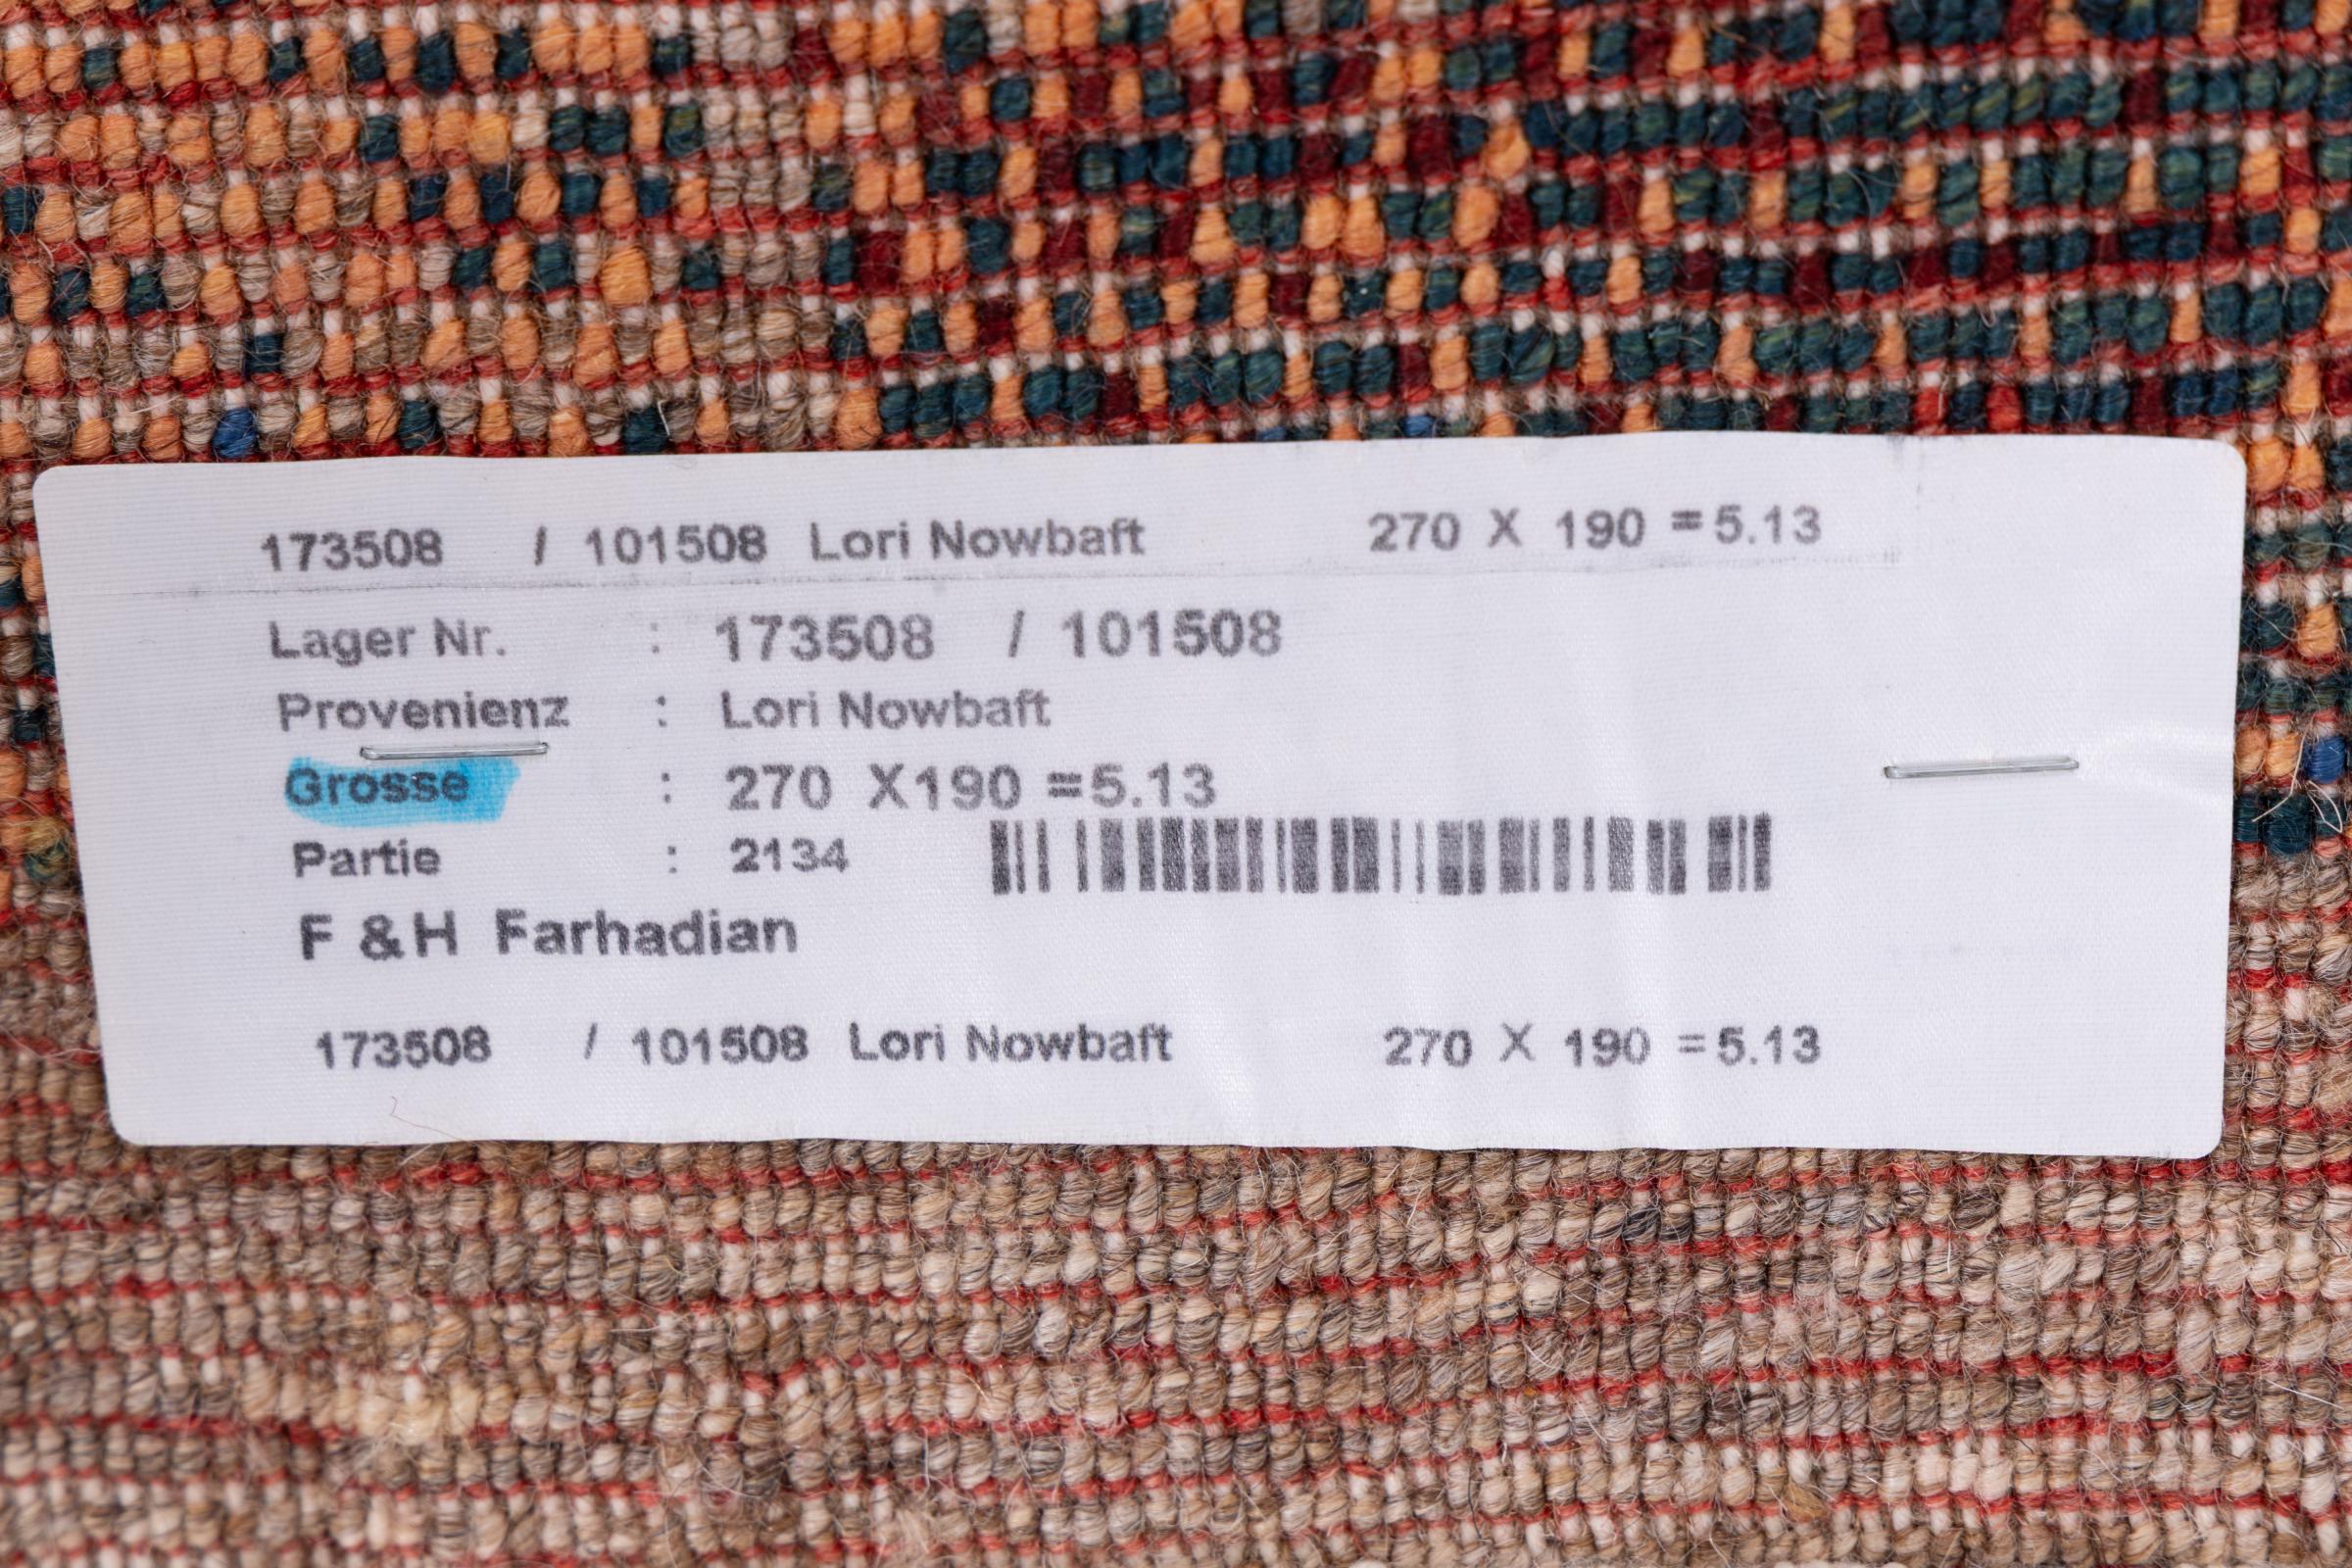 173508 / 101508 Lori Nowbaft 270 X 190 =5.13
Lager Nr. : 173508 / 101508
Provenienz : Lori Nowbaft
Grosse : 270 X190 =5.13
Partie : 2134
F &H Farhadian
173508 / 101508 Lori Nowbaft 270 X 190 =5.13